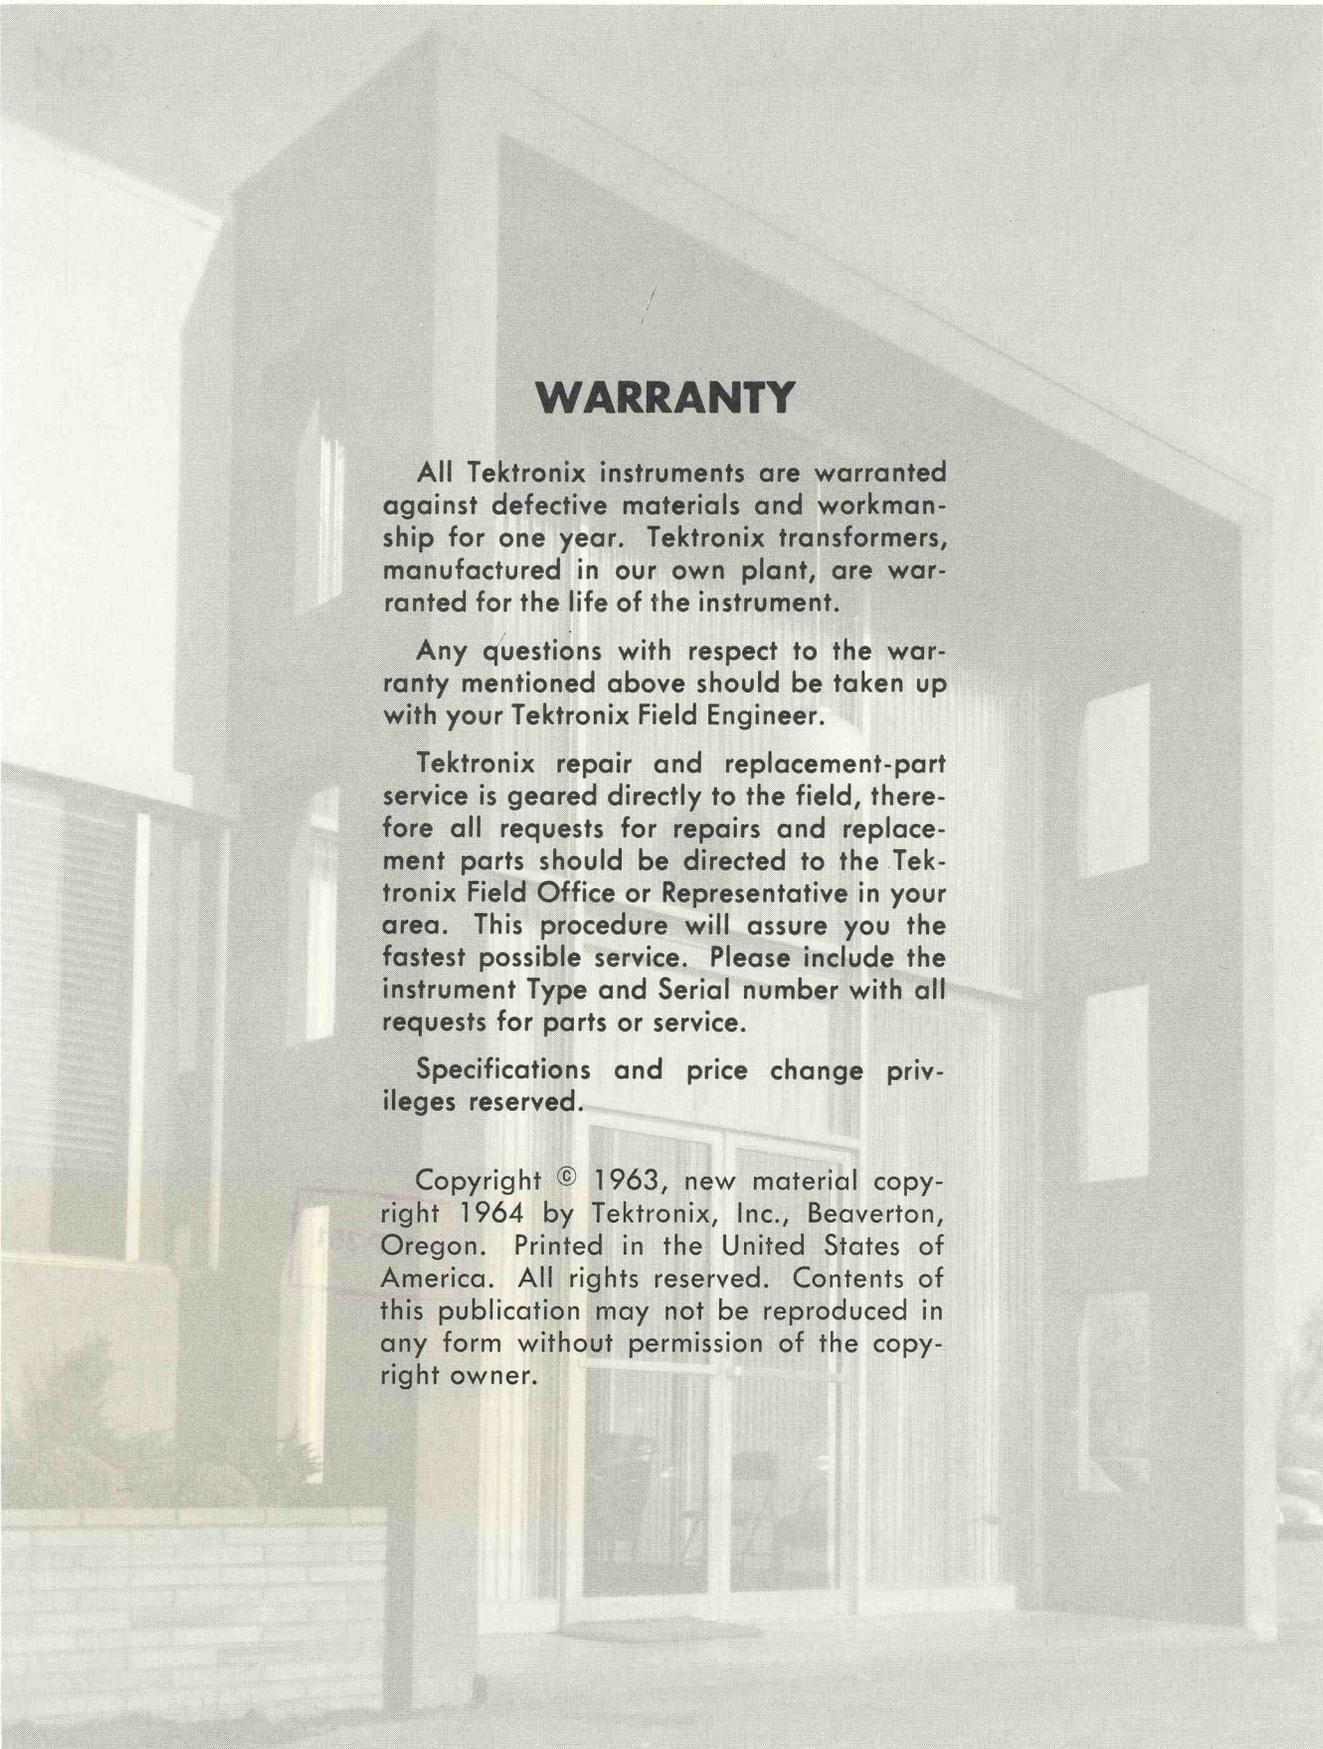 WARRANTY
All Tektronix instruments are warranted
against defective materials and workman-
ship for one year. Tektronix transformers,
manufactured in our own plant, are war-
ranted for the life of the instrument.
Any questions with respect to the war-
ranty mentioned above should be taken up
with your Tektronix Field Engineer.
Tektronix repair and replacement-part
service is geared directly to the field, there-
fore all requests for repairs and replace-
ment parts should be directed to the Tek-
tronix Field Office or Representative in your
area. This procedure will assure you the
fastest possible service. Please include the
instrument Type and Serial number with all
requests for parts or service.
Specifications and price change priv-
ileges reserved.
Copyright © 1963, new material copy-
right 1964 by Tektronix, Inc., Beaverton,
Oregon. Printed in the United States of
America. All rights reserved. Contents of
this publication may not be reproduced in
any form without permission of the copy-
right owner.